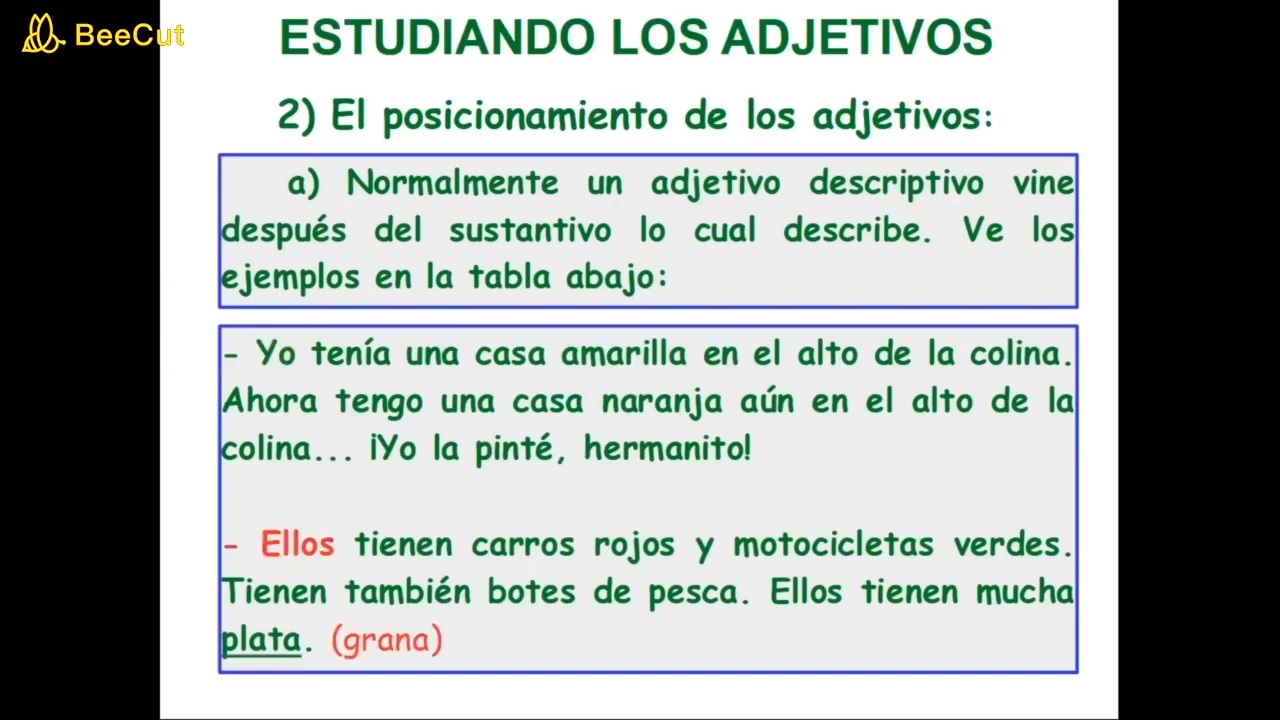 BeeCut
ESTUDIANDO LOS ADJETIVOS
2) El posicionamiento de los adjetivos:
a) Normalmente un adjetivo descriptivo vine
después del sustantivo lo cual describe. Ve los
ejemplos en la tabla abajo:
- Yo tenía una casa amarilla en el alto de la colina.
Ahora tengo una casa naranja aún en el alto de la
colina... ¡Yo la pinté, hermanito!
- Ellos tienen carros rojos y motocicletas verdes.
Tienen también botes de pesca. Ellos tienen mucha
plata. (grana)